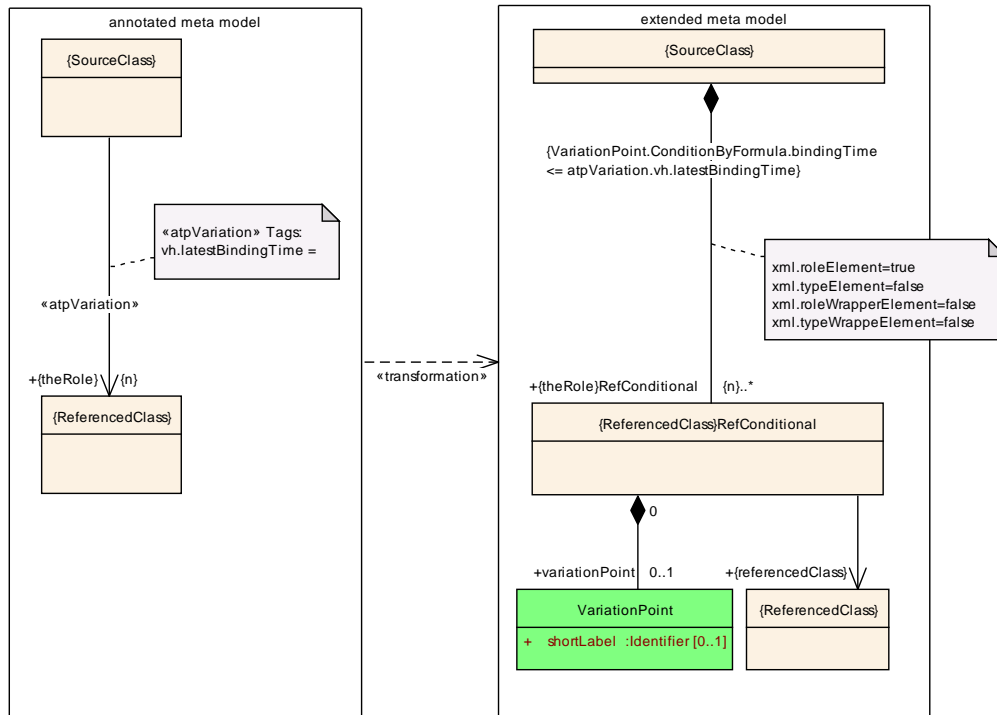 annotated meta model
{SourceClass}
«atpVariation» Tags:
vh.latestBindingTime =
«atpVariation»
+{theRole} {n}
{ReferencedClass}
«transformation»
extended meta model
{SourceClass}
{VariationPoint.ConditionByFormula.bindingTime
<= atpVariation.vh.latestBindingTime}
xml.roleElement=true
xml.typeElement=false
xml.roleWrapperElement=false
xml.typeWrappeElement=false
+{theRole}RefConditional {n}..*
{ReferencedClass}RefConditional
0
+variationPoint 0..1
+{referencedClass}
VariationPoint
+ shortLabel :Identifier [0..1]
{ReferencedClass}